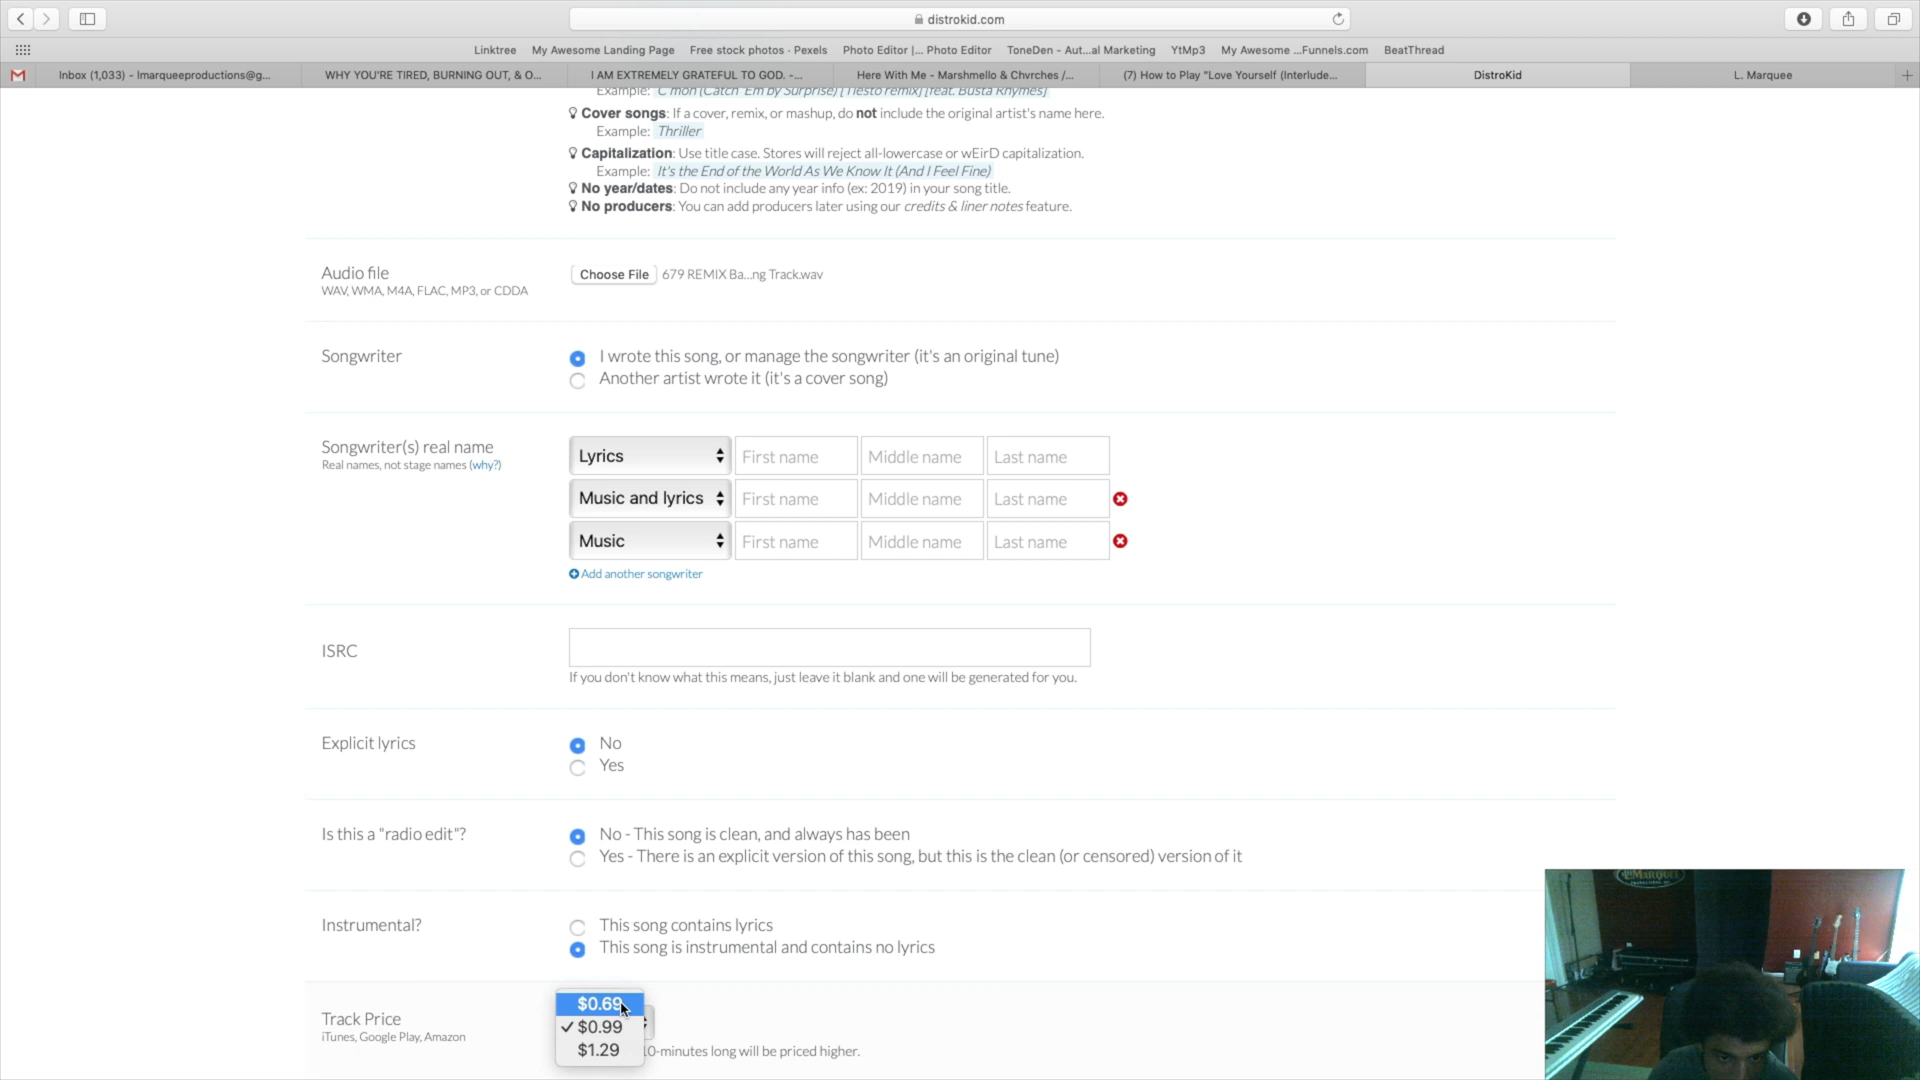 distrokid.com
Linktree My Awesome Landing Page Free stock photos - Pexels Photo Editor |... Photo Editor ToneDen - Aut...al Marketing YtMp3 My Awesome ...Funnels.com BeatThread
Inbox (1,033) - lmarqueeproductions@g... WHY YOU'RE TIRED, BURNING OUT, & O... I AM EXTREMELY GRATEFUL TO GOD. -... Here With Me - Marshmello & Chvrches /... (7) How to Play "Love Yourself (Interlude... DistroKid L. Marquee
Example: C'mon (Catch 'Em by Surprise) [Tiësto remix] [feat. Busta Rhymes]
Cover songs: If a cover, remix, or mashup, do not include the original artist's name here.
Example: Thriller
Capitalization: Use title case. Stores will reject all-lowercase or wEirD capitalization.
Example: It's the End of the World As We Know It (And I Feel Fine)
No year/dates: Do not include any year info (ex: 2019) in your song title.
No producers: You can add producers later using our credits & liner notes feature.
Audio file
WAV, WMA, M4A, FLAC, MP3, or CDDA
Choose File 679 REMIX Ba...ng Track.wav
Songwriter
I wrote this song, or manage the songwriter (it's an original tune)
Another artist wrote it (it's a cover song)
Songwriter(s) real name
Real names, not stage names (why?)
Lyrics First name Middle name Last name
Music and lyrics First name Middle name Last name
Music First name Middle name Last name
Add another songwriter
ISRC
If you don't know what this means, just leave it blank and one will be generated for you.
Explicit lyrics
No
Yes
Is this a "radio edit"?
No - This song is clean, and always has been
Yes - There is an explicit version of this song, but this is the clean (or censored) version of it
Instrumental?
This song contains lyrics
This song is instrumental and contains no lyrics
Track Price
iTunes, Google Play, Amazon
$0.69
$0.99
$1.29
10-minutes long will be priced higher.
MARQUEE